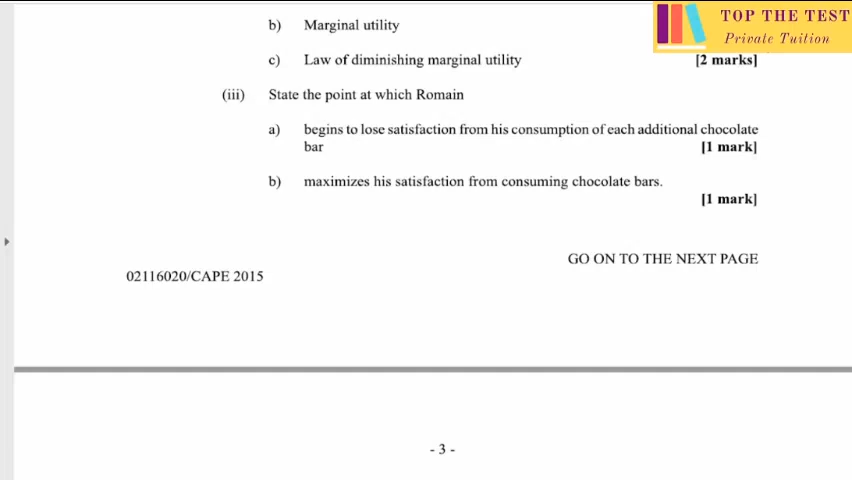 TOP THE TEST
Private Tuition
b) Marginal utility
c) Law of diminishing marginal utility [2 marks]
(iii) State the point at which Romain
a) begins to lose satisfaction from his consumption of each additional chocolate
bar [1 mark]
b) maximizes his satisfaction from consuming chocolate bars.
[1 mark]
GO ON TO THE NEXT PAGE
02116020/CAPE 2015
- 3 -